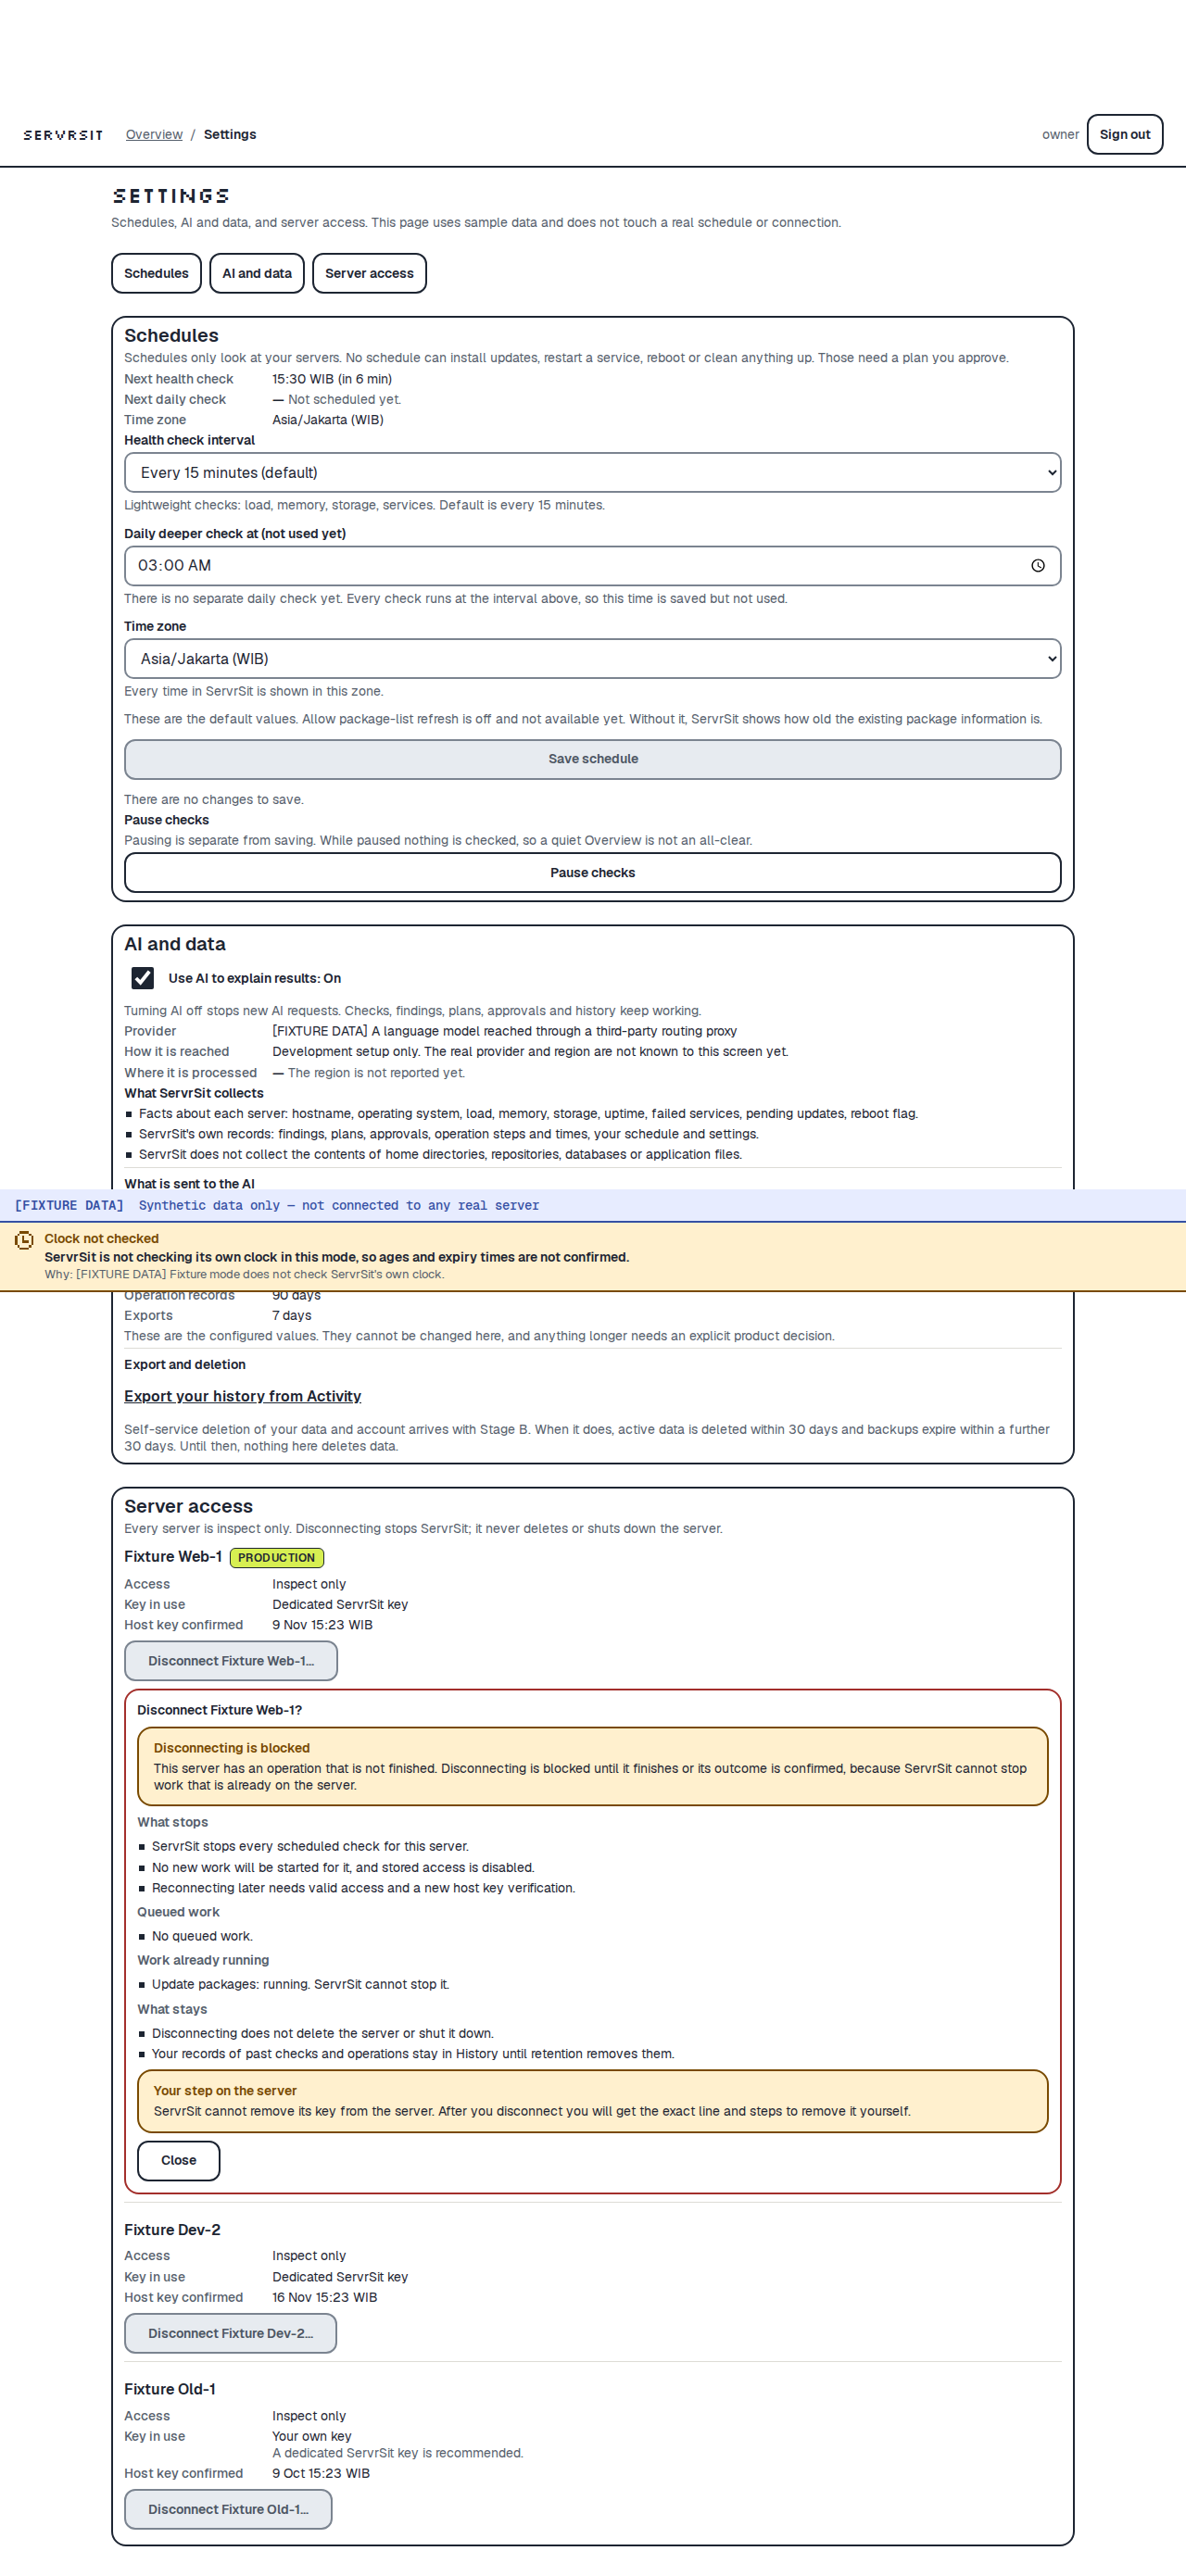 SERVRSIT
Overview / Settings
owner
Sign out
SETTINGS
Schedules, AI and data, and server access. This page uses sample data and does not touch a real schedule or connection.
Schedules
AI and data
Server access
Schedules
Schedules only look at your servers. No schedule can install updates, restart a service, reboot or clean anything up. Those need a plan you approve.
Next health check 15:30 WIB (in 6 min)
Next daily check — Not scheduled yet.
Time zone Asia/Jakarta (WIB)
Health check interval
Every 15 minutes (default)
Lightweight checks: load, memory, storage, services. Default is every 15 minutes.
Daily deeper check at (not used yet)
03:00 AM
There is no separate daily check yet. Every check runs at the interval above, so this time is saved but not used.
Time zone
Asia/Jakarta (WIB)
Every time in ServrSit is shown in this zone.
These are the default values. Allow package-list refresh is off and not available yet. Without it, ServrSit shows how old the existing package information is.
Save schedule
There are no changes to save.
Pause checks
Pausing is separate from saving. While paused nothing is checked, so a quiet Overview is not an all-clear.
Pause checks
AI and data
Use AI to explain results: On
Turning AI off stops new AI requests. Checks, findings, plans, approvals and history keep working.
Provider [FIXTURE DATA] A language model reached through a third-party routing proxy
How it is reached Development setup only. The real provider and region are not known to this screen yet.
Where it is processed — The region is not reported yet.
What ServrSit collects
Facts about each server: hostname, operating system, load, memory, storage, uptime, failed services, pending updates, reboot flag.
ServrSit's own records: findings, plans, approvals, operation steps and times, your schedule and settings.
ServrSit does not collect the contents of home directories, repositories, databases or application files.
What is sent to the AI
[FIXTURE DATA] Synthetic data only — not connected to any real server
Clock not checked
ServrSit is not checking its own clock in this mode, so ages and expiry times are not confirmed.
Why: [FIXTURE DATA] Fixture mode does not check ServrSit's own clock.
Operation records 90 days
Exports 7 days
These are the configured values. They cannot be changed here, and anything longer needs an explicit product decision.
Export and deletion
Export your history from Activity
Self-service deletion of your data and account arrives with Stage B. When it does, active data is deleted within 30 days and backups expire within a further
30 days. Until then, nothing here deletes data.
Server access
Every server is inspect only. Disconnecting stops ServrSit; it never deletes or shuts down the server.
Fixture Web-1 PRODUCTION
Access Inspect only
Key in use Dedicated ServrSit key
Host key confirmed 9 Nov 15:23 WIB
Disconnect Fixture Web-1…
Disconnect Fixture Web-1?
Disconnecting is blocked
This server has an operation that is not finished. Disconnecting is blocked until it finishes or its outcome is confirmed, because ServrSit cannot stop
work that is already on the server.
What stops
ServrSit stops every scheduled check for this server.
No new work will be started for it, and stored access is disabled.
Reconnecting later needs valid access and a new host key verification.
Queued work
No queued work.
Work already running
Update packages: running. ServrSit cannot stop it.
What stays
Disconnecting does not delete the server or shut it down.
Your records of past checks and operations stay in History until retention removes them.
Your step on the server
ServrSit cannot remove its key from the server. After you disconnect you will get the exact line and steps to remove it yourself.
Close
Fixture Dev-2
Access Inspect only
Key in use Dedicated ServrSit key
Host key confirmed 16 Nov 15:23 WIB
Disconnect Fixture Dev-2…
Fixture Old-1
Access Inspect only
Key in use Your own key
A dedicated ServrSit key is recommended.
Host key confirmed 9 Oct 15:23 WIB
Disconnect Fixture Old-1…